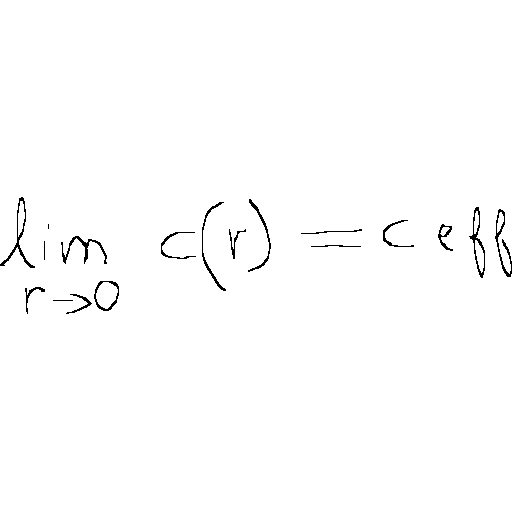 lim c(r) = c eff
r→0